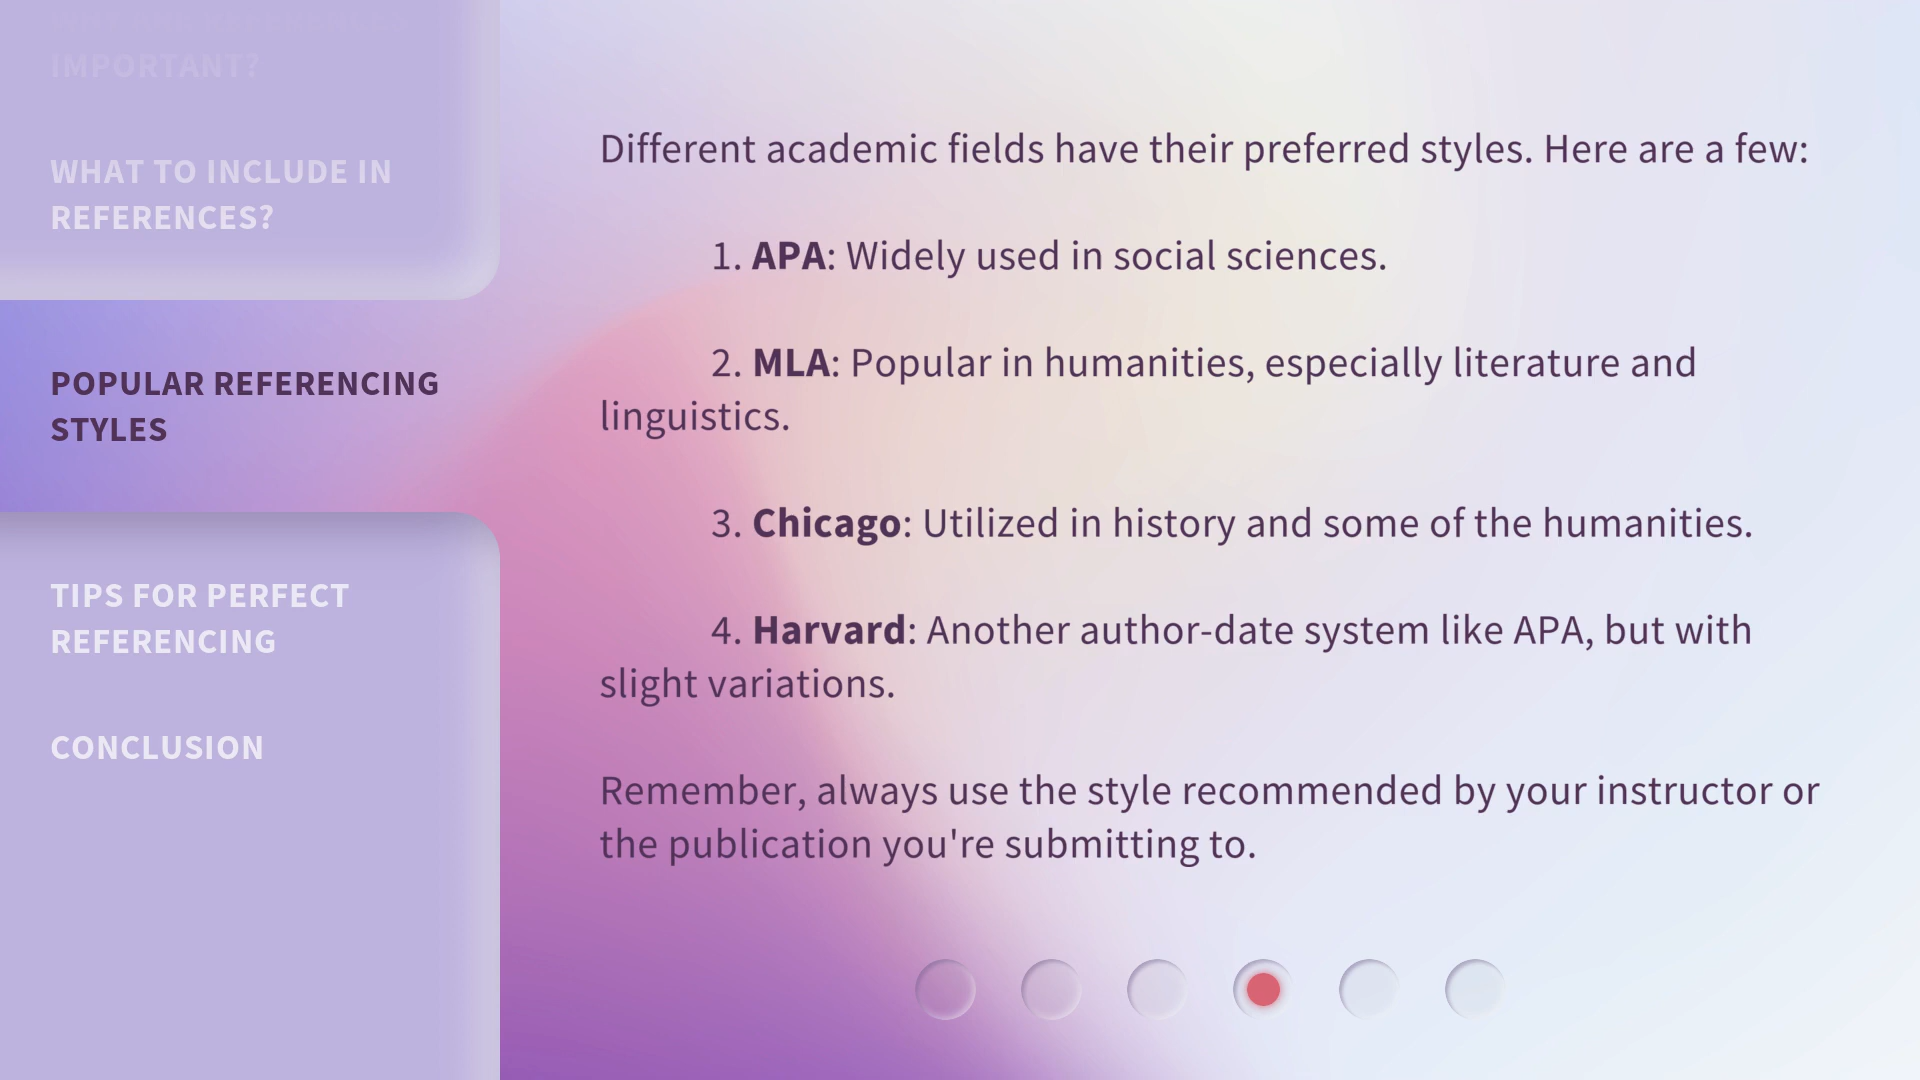 WHY ARE REFERENCES
IMPORTANT?
WHAT TO INCLUDE IN
REFERENCES?
POPULAR REFERENCING
STYLES
TIPS FOR PERFECT
REFERENCING
CONCLUSION
Different academic fields have their preferred styles. Here are a few:
1. APA: Widely used in social sciences.
2. MLA: Popular in humanities, especially literature and
linguistics.
3. Chicago: Utilized in history and some of the humanities.
4. Harvard: Another author-date system like APA, but with
slight variations.
Remember, always use the style recommended by your instructor or
the publication you're submitting to.